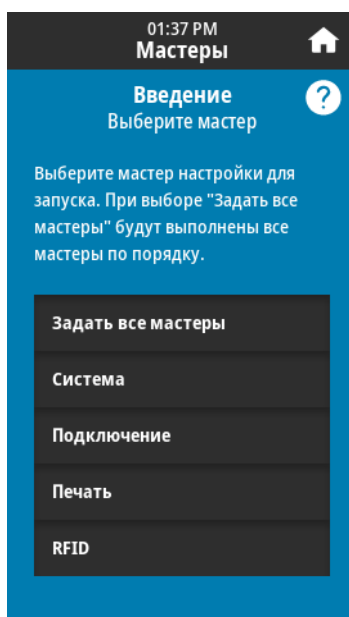 01:37 PM
Мастеры
Введение
?
Выберите мастер
Выберите мастер настройки для
запуска. При выборе "Задать все
мастеры" будут выполнены все
мастеры по порядку.
Задать все мастеры
Система
Подключение
Печать
RFID